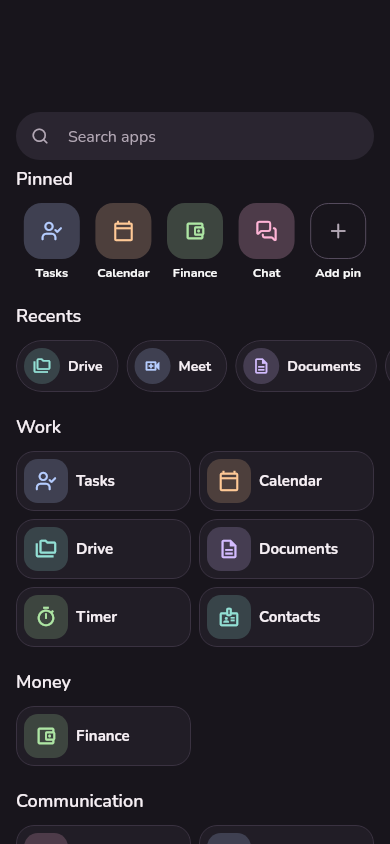 Search apps
Pinned
Tasks Calendar Finance Chat Add pin
Recents
Drive Meet Documents
Work
Tasks Calendar
Drive Documents
Timer Contacts
Money
Finance
Communication